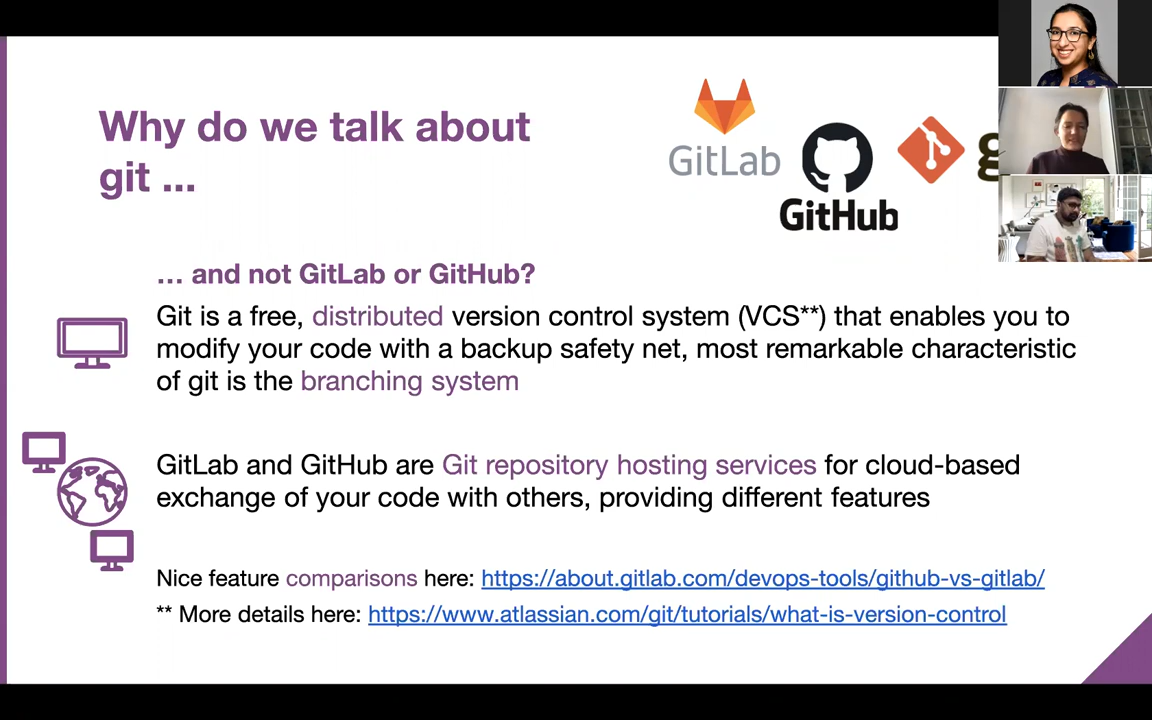 Why do we talk about
git ...
GitLab
GitHub
g
... and not GitLab or GitHub?
Git is a free, distributed version control system (VCS**) that enables you to
modify your code with a backup safety net, most remarkable characteristic
of git is the branching system
GitLab and GitHub are Git repository hosting services for cloud-based
exchange of your code with others, providing different features
Nice feature comparisons here: https://about.gitlab.com/devops-tools/github-vs-gitlab/
** More details here: https://www.atlassian.com/git/tutorials/what-is-version-control